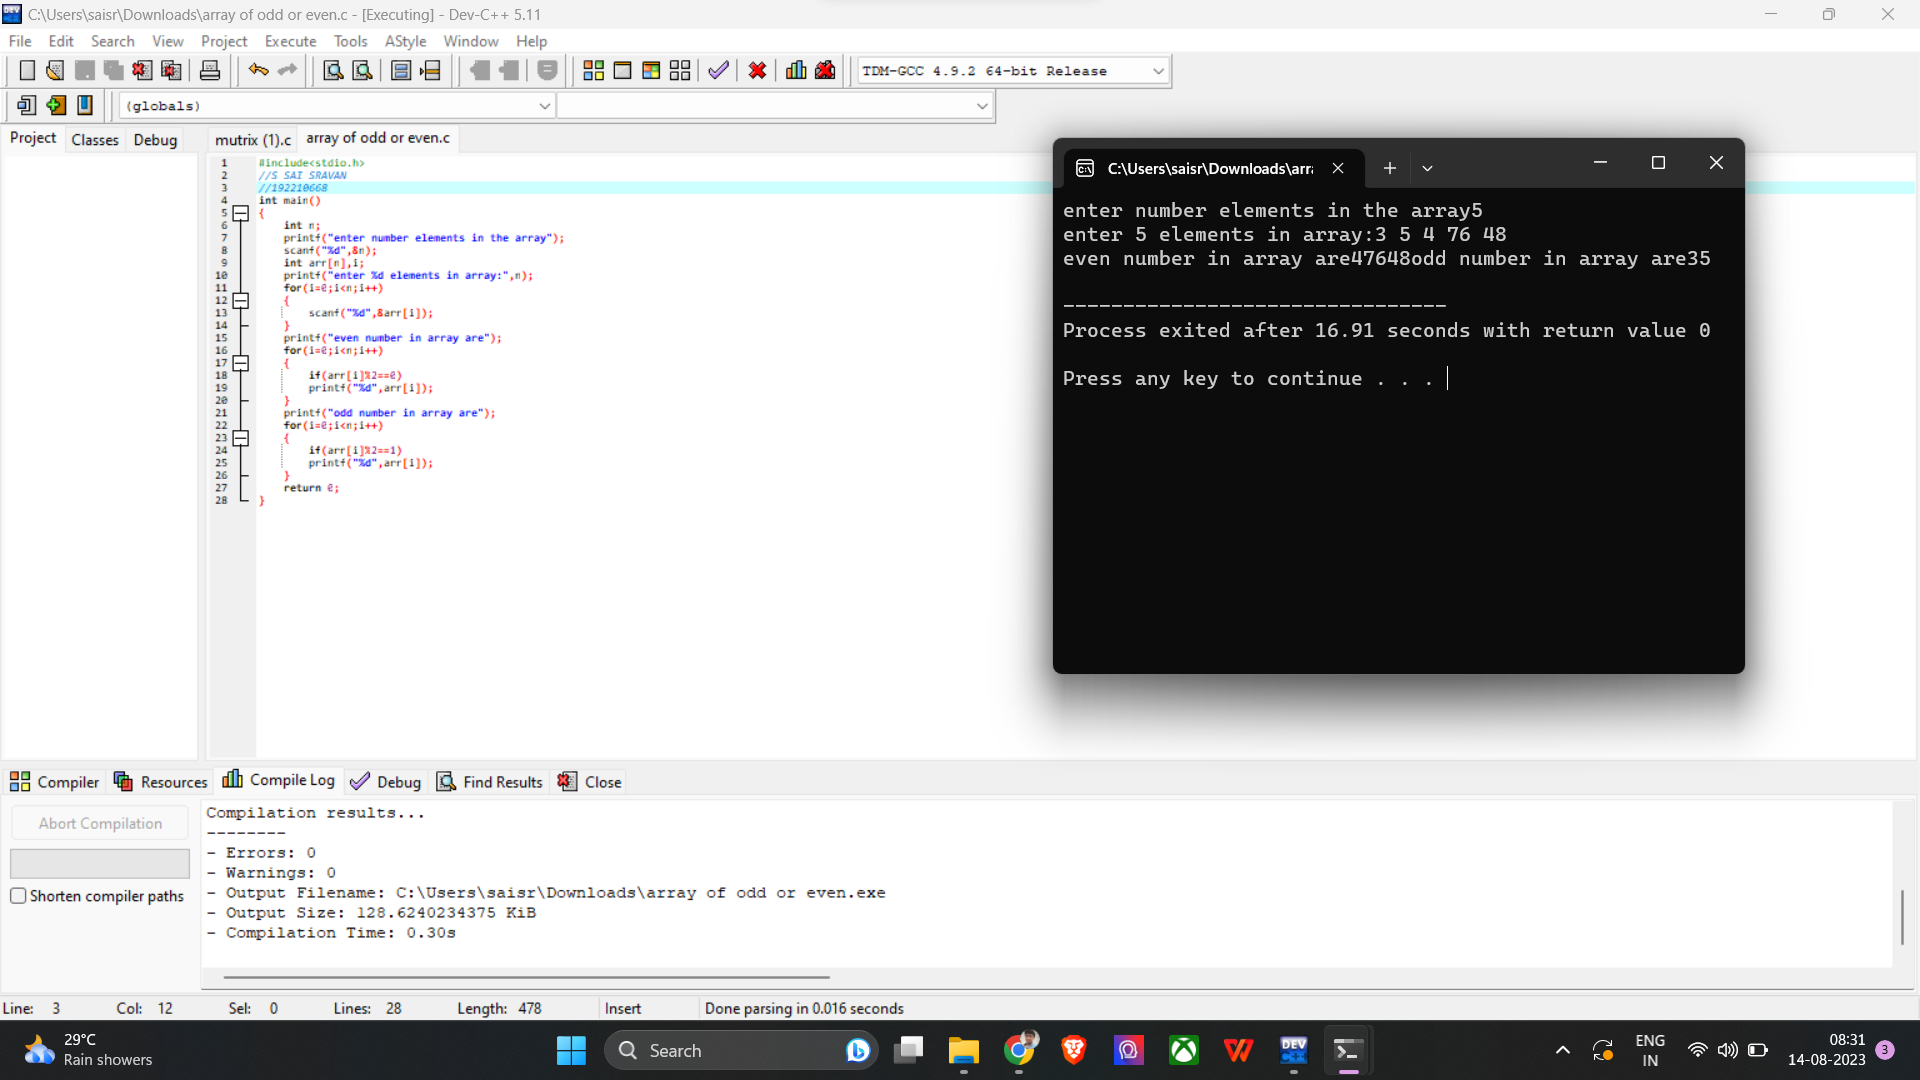 C:\Users\saisr\Downloads\array of odd or even.c - [Executing] - Dev-C++ 5.11
File Edit Search View Project Execute Tools AStyle Window Help
TDM-GCC 4.9.2 64-bit Release
(globals)
Project Classes Debug
mutrix (1).c array of odd or even.c
1 #include<stdio.h>
2 //S SAI SRAVAN
3 //192210668
4 int main()
5 {
6 int n;
7 printf("enter number elements in the array");
8 scanf("%d",&n);
9 int arr[n],i;
10 printf("enter %d elements in array:",n);
11 for(i=0;i<n;i++)
12 {
13 scanf("%d",&arr[i]);
14 }
15 printf("even number in array are");
16 for(i=0;i<n;i++)
17 {
18 if(arr[i]%2==0)
19 printf("%d",arr[i]);
20 }
21 printf("odd number in array are");
22 for(i=0;i<n;i++)
23 {
24 if(arr[i]%2==1)
25 printf("%d",arr[i]);
26 }
27 return 0;
28 }
C:\Users\saisr\Downloads\arr
enter number elements in the array5
enter 5 elements in array:3 5 4 76 48
even number in array are47648odd number in array are35
--------------------------------
Process exited after 16.91 seconds with return value 0
Press any key to continue . . .
Compiler Resources Compile Log Debug Find Results Close
Abort Compilation
Shorten compiler paths
Compilation results...
--------
- Errors: 0
- Warnings: 0
- Output Filename: C:\Users\saisr\Downloads\array of odd or even.exe
- Output Size: 128.6240234375 KiB
- Compilation Time: 0.30s
Line: 3 Col: 12 Sel: 0 Lines: 28 Length: 478 Insert Done parsing in 0.016 seconds
29°C
Rain showers
Search
DEV
ENG
IN
08:31
14-08-2023
3